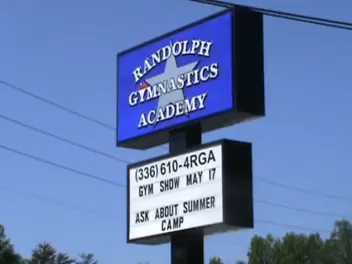 RANDOLPH
GYMNASTICS
ACADEMY
(336) 610-4RGA
GYM SHOW MAY 17
ASK ABOUT SUMMER
CAMP